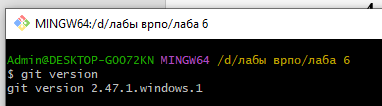 MINGW64:/d/лабы врпо/лаба 6
Admin@DESKTOP-GOO72KN MINGW64 /d/лабы врпо/лаба 6
$ git version
git version 2.47.1.windows.1